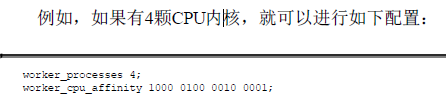 例如，如果有4颗CPU内核，就可以进行如下配置：
worker_processes 4;
worker_cpu_affinity 1000 0100 0010 0001;